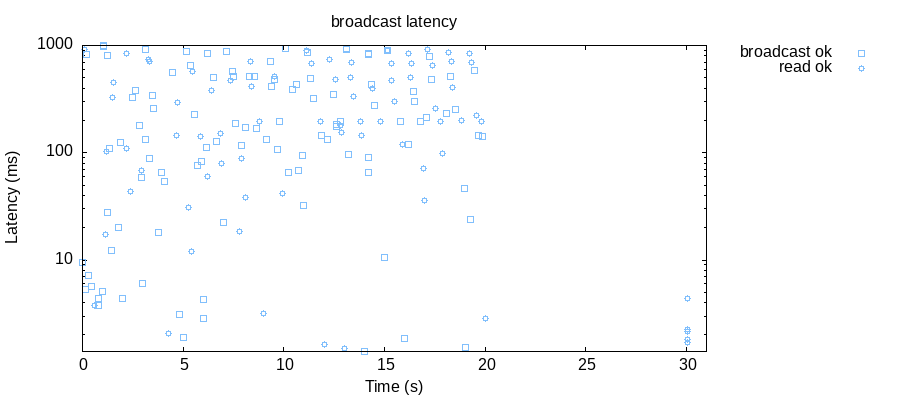 broadcast latency
broadcast ok
read ok
1000
100
10
Latency (ms)
0 5 10 15 20 25 30
Time (s)